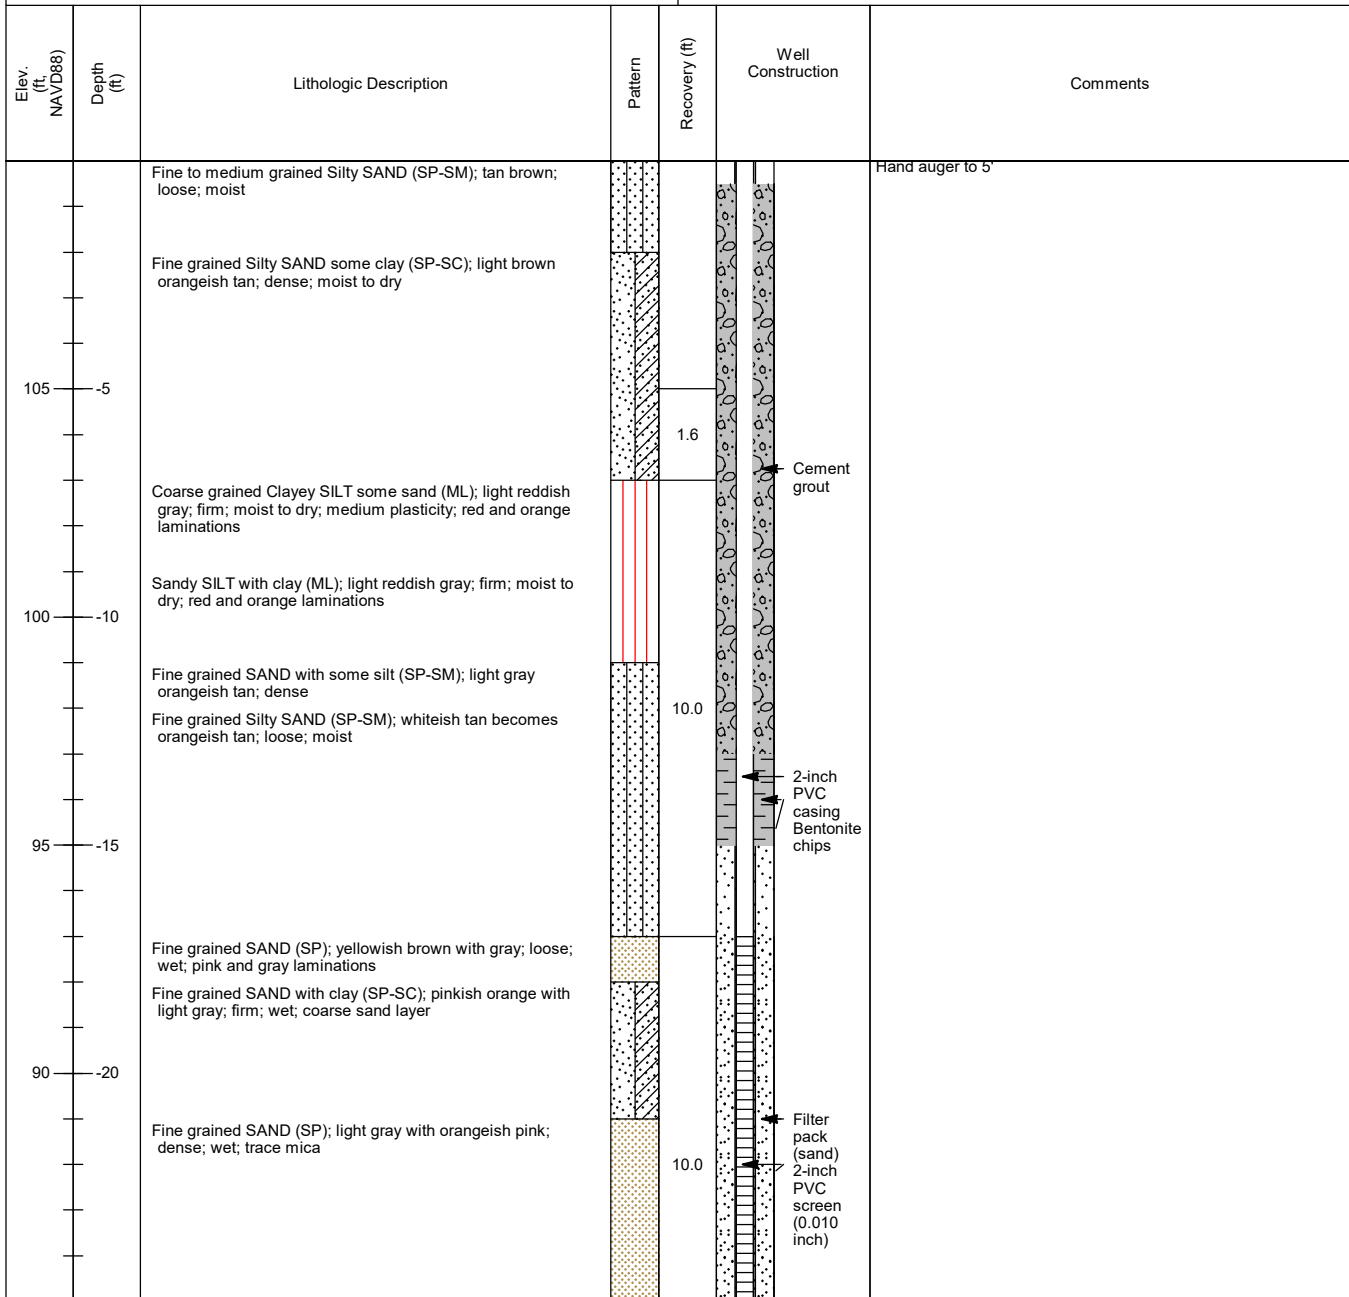 Elev.
(ft,
NAVD88)
Depth
(ft)
Lithologic Description
Pattern
Recovery (ft)
Well
Construction
Comments
Fine to medium grained Silty SAND (SP-SM); tan brown;
loose; moist
Hand auger to 5'
Fine grained Silty SAND some clay (SP-SC); light brown
orangeish tan; dense; moist to dry
105
-5
1.6
Cement
grout
Coarse grained Clayey SILT some sand (ML); light reddish
gray; firm; moist to dry; medium plasticity; red and orange
laminations
Sandy SILT with clay (ML); light reddish gray; firm; moist to
dry; red and orange laminations
100
-10
Fine grained SAND with some silt (SP-SM); light gray
orangeish tan; dense
10.0
Fine grained Silty SAND (SP-SM); whiteish tan becomes
orangeish tan; loose; moist
2-inch
PVC
casing
Bentonite
chips
95
-15
Fine grained SAND (SP); yellowish brown with gray; loose;
wet; pink and gray laminations
Fine grained SAND with clay (SP-SC); pinkish orange with
light gray; firm; wet; coarse sand layer
90
-20
Fine grained SAND (SP); light gray with orangeish pink;
dense; wet; trace mica
10.0
Filter
pack
(sand)
2-inch
PVC
screen
(0.010
inch)